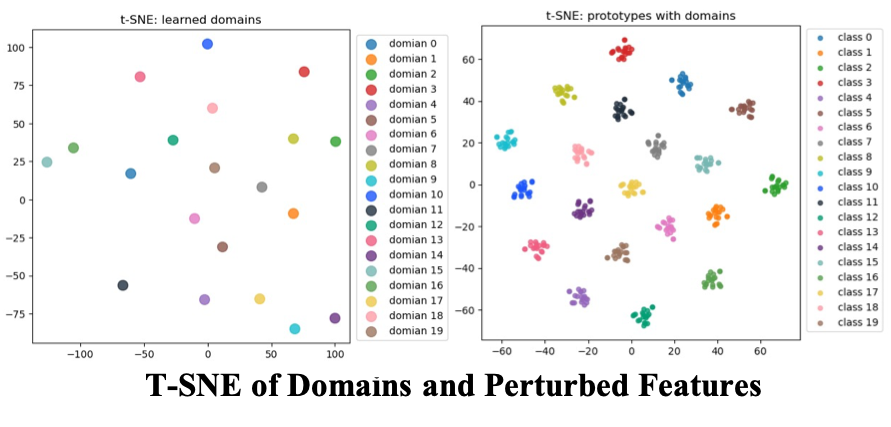 t-SNE: learned domains
100
75
50
25
0
−25
−50
−75
−100
−50
0
50
100
domian 0
domian 1
domian 2
domian 3
domian 4
domian 5
domian 6
domian 7
domian 8
domian 9
domian 10
domian 11
domian 12
domian 13
domian 14
domian 15
domian 16
domian 17
domian 18
domian 19
t-SNE: prototypes with domains
60
40
20
0
−20
−40
−60
−60
−40
−20
0
20
40
60
class 0
class 1
class 2
class 3
class 4
class 5
class 6
class 7
class 8
class 9
class 10
class 11
class 12
class 13
class 14
class 15
class 16
class 17
class 18
class 19
T-SNE of Domains and Perturbed Features